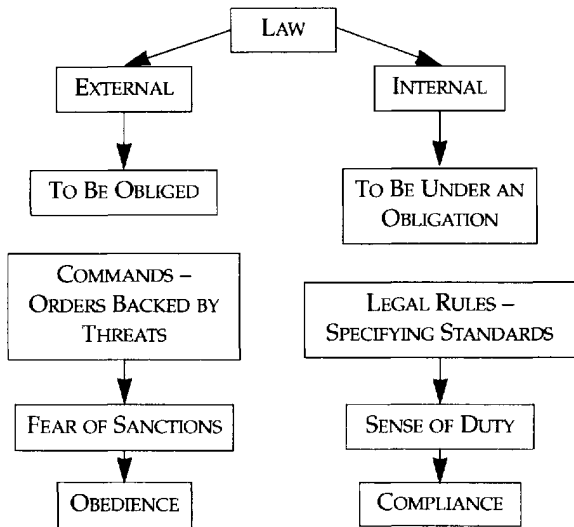 LAW
EXTERNAL
INTERNAL
TO BE OBLIGED
TO BE UNDER AN
OBLIGATION
COMMANDS –
ORDERS BACKED BY
THREATS
LEGAL RULES –
SPECIFYING STANDARDS
FEAR OF SANCTIONS
SENSE OF DUTY
OBEDIENCE
COMPLIANCE